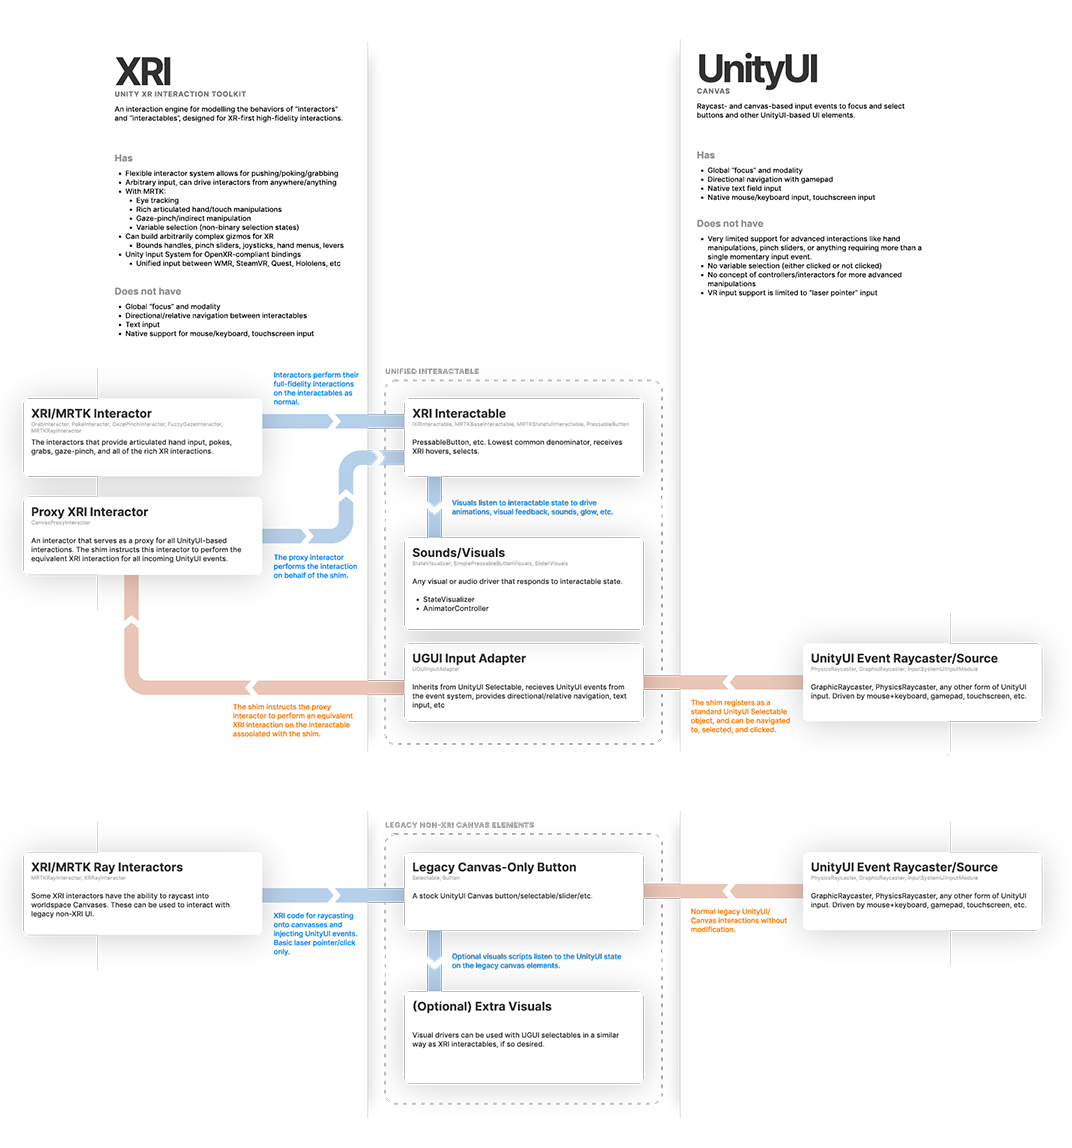 XRI
UNITY XR INTERACTION TOOLKIT
An interaction engine for modelling the behaviors of "interactors"
and "interactables", designed for XR-first high-fidelity interactions.
Has
• Flexible interactor system allows for pushing/poking/grabbing
• Arbitrary input, can drive interactors from anywhere/anything
• With MRTK:
• Eye tracking
• Rich articulated hand/touch manipulations
• Gaze-pinch/indirect manipulation
• Variable selection (non-binary selection states)
• Can build arbitrarily complex gizmos for XR
• Bounds handles, pinch sliders, joysticks, hand menus, levers
• Unity Input System for OpenXR-compliant bindings
• Unified input between WMR, SteamVR, Quest, Hololens, etc
Does not have
• Global "focus" and modality
• Directional/relative navigation between interactables
• Text input
• Native support for mouse/keyboard, touchscreen input
UnityUI
CANVAS
Raycast- and canvas-based input events to focus and select
buttons and other UnityUI-based UI elements.
Has
• Global "focus" and modality
• Directional navigation with gamepad
• Native text field input
• Native mouse/keyboard input, touchscreen input
Does not have
• Very limited support for advanced interactions like hand
manipulations, pinch sliders, or anything requiring more than a
single momentary input event.
• No variable selection (either clicked or not clicked)
• No concept of controllers/interactors for more advanced
manipulations
• VR input support is limited to "laser pointer" input
XRI/MRTK Interactor
GrabInteractor, PokeInteractor, GazePinchInteractor, FuzzyGazeInteractor,
MRTKRayInteractor
The interactors that provide articulated hand input, pokes,
grabs, gaze-pinch, and all of the rich XR interactions.
Interactors perform their
full-fidelity interactions
on the interactables as
normal.
UNIFIED INTERACTABLE
XRI Interactable
IXRInteractable, MRTKBaseInteractable, MRTKStatefulInteractable, PressableButton
PressableButton, etc. Lowest common denominator, receives
XRI hovers, selects.
Proxy XRI Interactor
CanvasProxyInteractor
An interactor that serves as a proxy for all UnityUI-based
interactions. The shim instructs this interactor to perform the
equivalent XRI interaction for all incoming UnityUI events.
The proxy interactor
performs the interaction
on behalf of the shim.
Visuals listen to interactable state to drive
animations, visual feedback, sounds, glow, etc.
Sounds/Visuals
StateVisualizer, SimplePressableButtonVisuals, SliderVisuals
Any visual or audio driver that responds to interactable state.
• StateVisualizer
• AnimatorController
UGUI Input Adapter
UGUIInputAdapter
Inherits from UnityUI Selectable, recieves UnityUI events from
the event system, provides directional/relative navigation, text
input, etc
The shim instructs the proxy
interactor to perform an equivalent
XRI interaction on the interactable
associated with the shim.
The shim registers as a
standard UnityUI Selectable
object, and can be navigated
to, selected, and clicked.
UnityUI Event Raycaster/Source
PhysicsRaycaster, GraphicRaycaster, InputSystemUIInputModule
GraphicRaycaster, PhysicsRaycaster, any other form of UnityUI
input. Driven by mouse+keyboard, gamepad, touchscreen, etc.
LEGACY NON-XRI CANVAS ELEMENTS
XRI/MRTK Ray Interactors
MRTKRayInteractor, XRRayInteractor
Some XRI interactors have the ability to raycast into
worldspace Canvases. These can be used to interact with
legacy non-XRI UI.
XRI code for raycasting
onto canvasses and
injecting UnityUI events.
Basic laser pointer/click
only.
Legacy Canvas-Only Button
Selectable, Button
A stock UnityUI Canvas button/selectable/slider/etc.
Normal legacy UnityUI/
Canvas interactions without
modification.
UnityUI Event Raycaster/Source
PhysicsRaycaster, GraphicRaycaster, InputSystemUIInputModule
GraphicRaycaster, PhysicsRaycaster, any other form of UnityUI
input. Driven by mouse+keyboard, gamepad, touchscreen, etc.
Optional visuals scripts listen to the UnityUI state
on the legacy canvas elements.
(Optional) Extra Visuals
Visual drivers can be used with UGUI selectables in a similar
way as XRI interactables, if so desired.